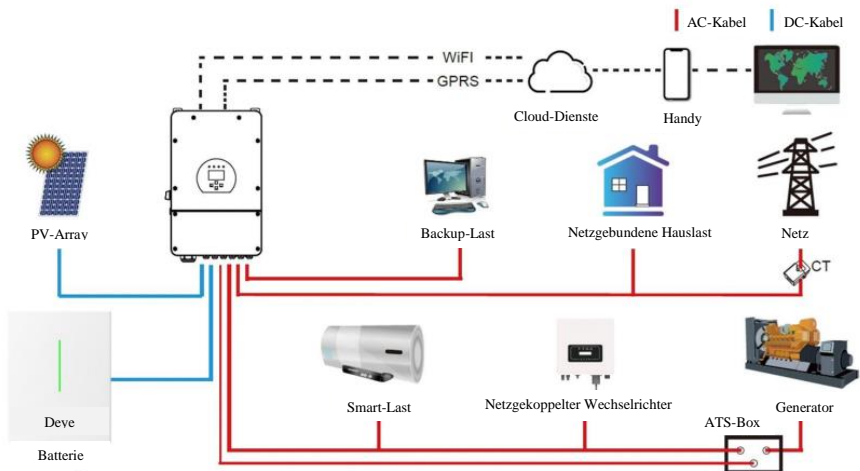 AC-Kabel
DC-Kabel
WiFI
GPRS
Cloud-Dienste
Handy
PV-Array
Backup-Last
Netzgebundene Hauslast
Netz
CT
Deye
Batterie
Smart-Last
Netzgekoppelter Wechselrichter
Generator
ATS-Box